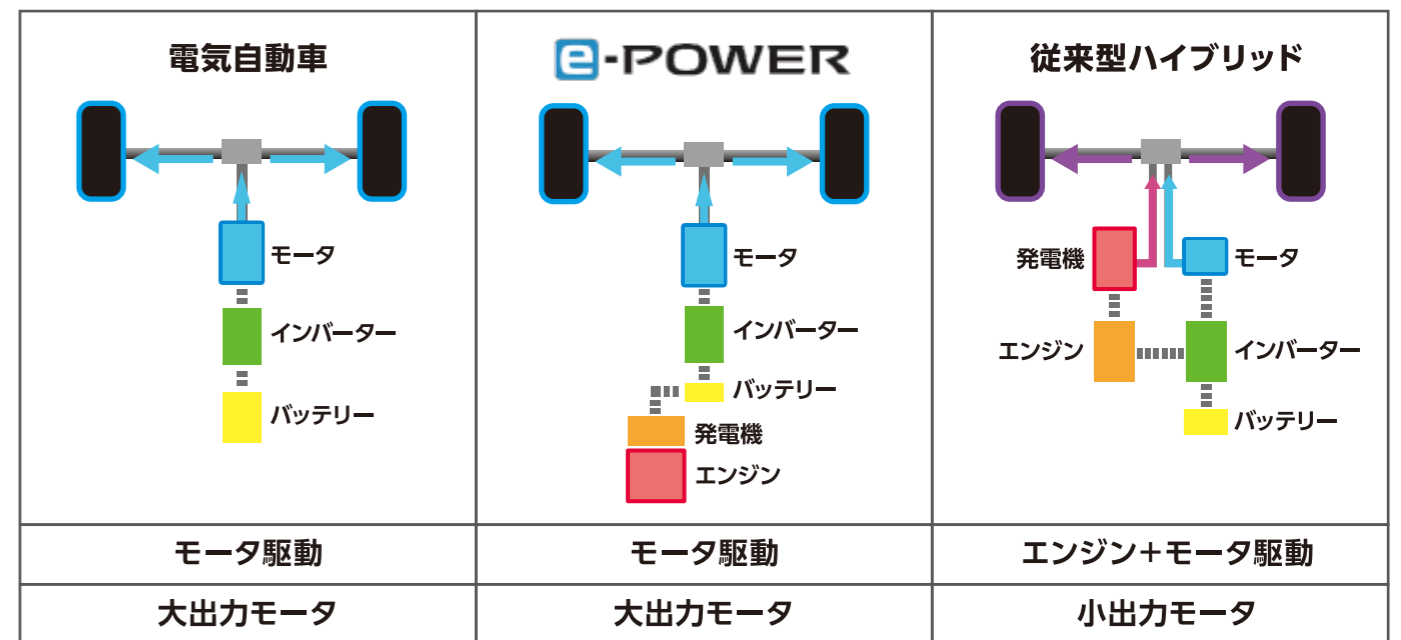 電気自動車
モータ
インバーター
バッテリー
モータ駆動
大出力モータ
e-POWER
モータ
インバーター
バッテリー
発電機
エンジン
モータ駆動
大出力モータ
従来型ハイブリッド
発電機
モータ
エンジン
インバーター
バッテリー
エンジン+モータ駆動
小出力モータ